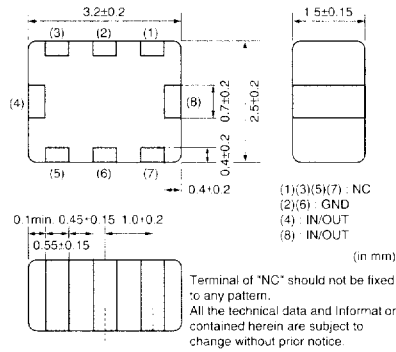 3.2±0.2
1.5±0.15
(3) (2) (1)
(4)
(8)
0.7±0.2
2.5±0.2
0.4±0.2
(5) (6) (7)
0.4±0.2
(1)(3)(5)(7) : NC
(2)(6) : GND
(4) : IN/OUT
(8) : IN/OUT
(in mm)
0.1min. 0.45±0.15 1.0±0.2
0.55±0.15
Terminal of "NC" should not be fixed
to any pattern.
All the technical data and Informat or
contained herein are subject to
change without prior notice.